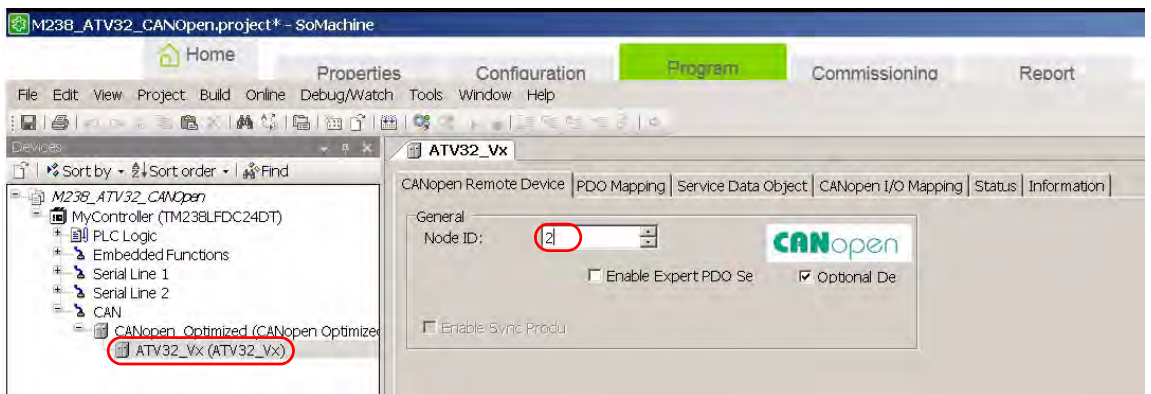 M238_ATV32_CANOpen.project* - SoMachine
Home
Properties
Configuration
Program
Commissioning
Report
File Edit View Project Build Online Debug/Watch Tools Window Help
Devices
ATV32_Vx
Sort by Sort order Find
CANopen Remote Device PDO Mapping Service Data Object CANopen I/O Mapping Status Information
M238_ATV32_CANOpen
MyController (TM238LFDC24DT)
General
PLC Logic
Node ID: 2
CANopen
Embedded Functions
Serial Line 1
Enable Expert PDO Se
Optional De
Serial Line 2
CAN
CANopen_Optimized (CANopen Optimized
Enable Sync Produ
ATV32_Vx (ATV32_Vx)